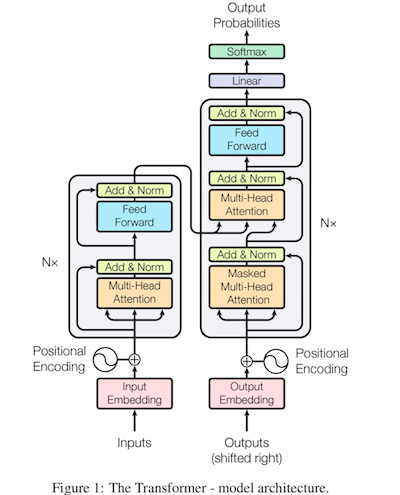 Output
Probabilities
Softmax
Linear
Add & Norm
Feed
Forward
Add & Norm
Multi-Head
Attention
Add & Norm
Masked
Multi-Head
Attention
N×
Positional
Encoding
Output
Embedding
Outputs
(shifted right)
Add & Norm
Feed
Forward
Add & Norm
Multi-Head
Attention
N×
Positional
Encoding
Input
Embedding
Inputs
Figure 1: The Transformer - model architecture.